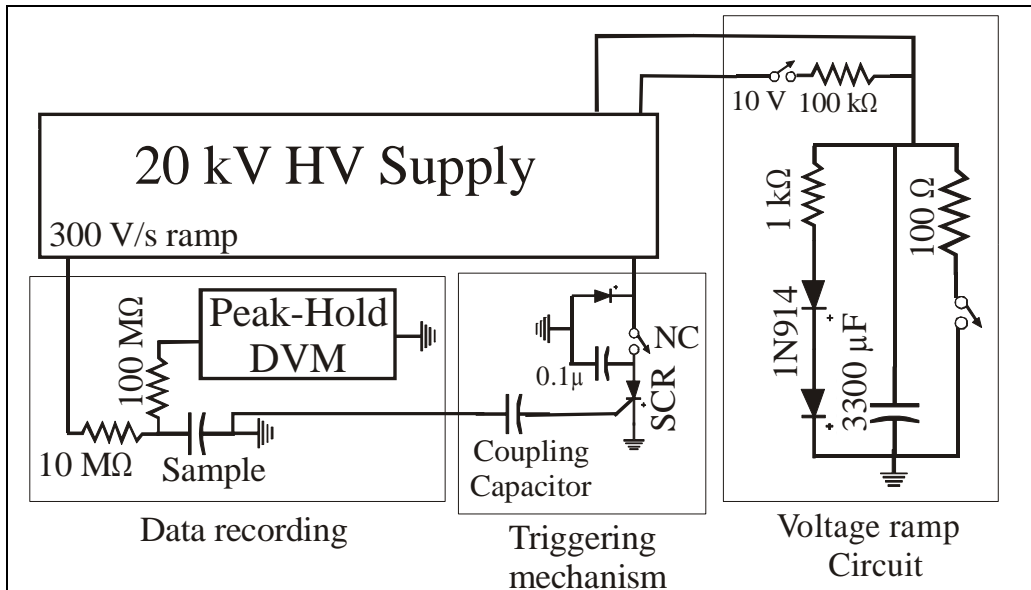 20 kV HV Supply
300 V/s ramp
10 V
100 kΩ
1 kΩ
1N914
3300 µF
100 Ω
Peak-Hold
DVM
100 MΩ
10 MΩ
Sample
0.1µ
NC
SCR
Coupling
Capacitor
Data recording
Triggering
mechanism
Voltage ramp
Circuit